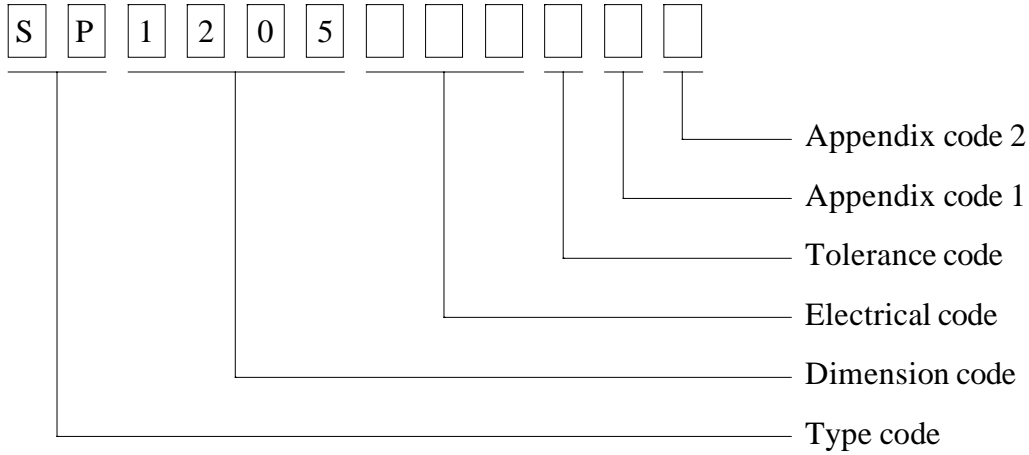 S P 1 2 0 5
Appendix code 2
Appendix code 1
Tolerance code
Electrical code
Dimension code
Type code